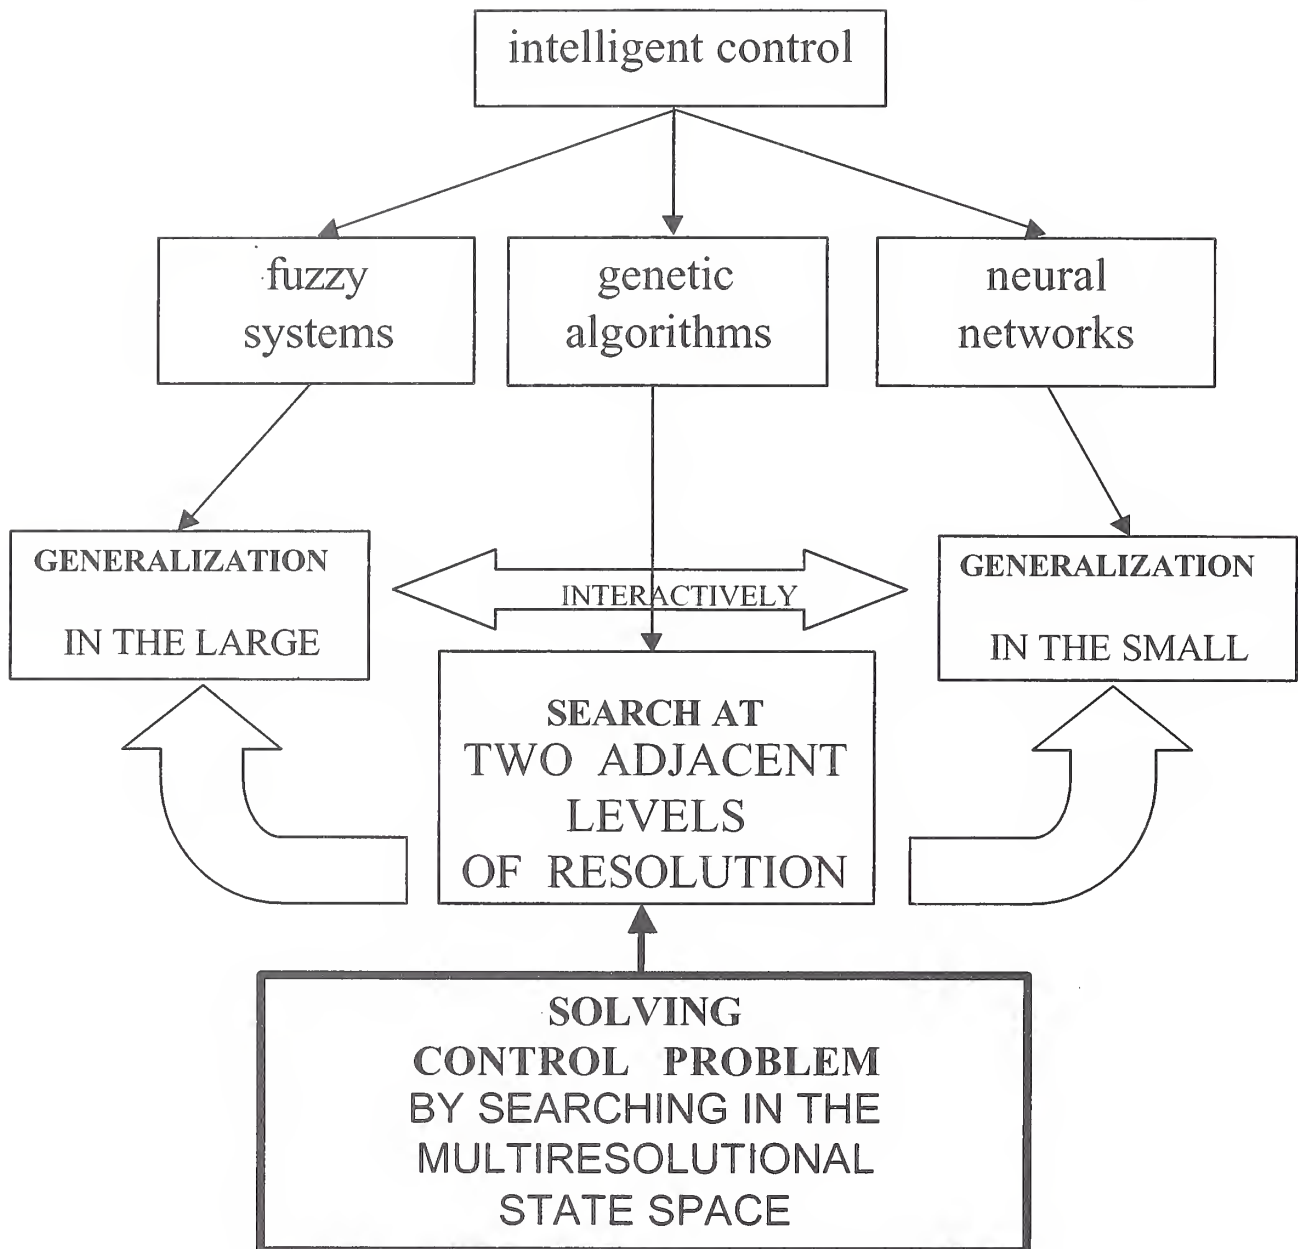 intelligent control
fuzzy
systems
genetic
algorithms
neural
networks
GENERALIZATION
IN THE LARGE
INTERACTIVELY
GENERALIZATION
IN THE SMALL
SEARCH AT
TWO ADJACENT
LEVELS
OF RESOLUTION
SOLVING
CONTROL PROBLEM
BY SEARCHING IN THE
MULTIRESOLUTIONAL
STATE SPACE